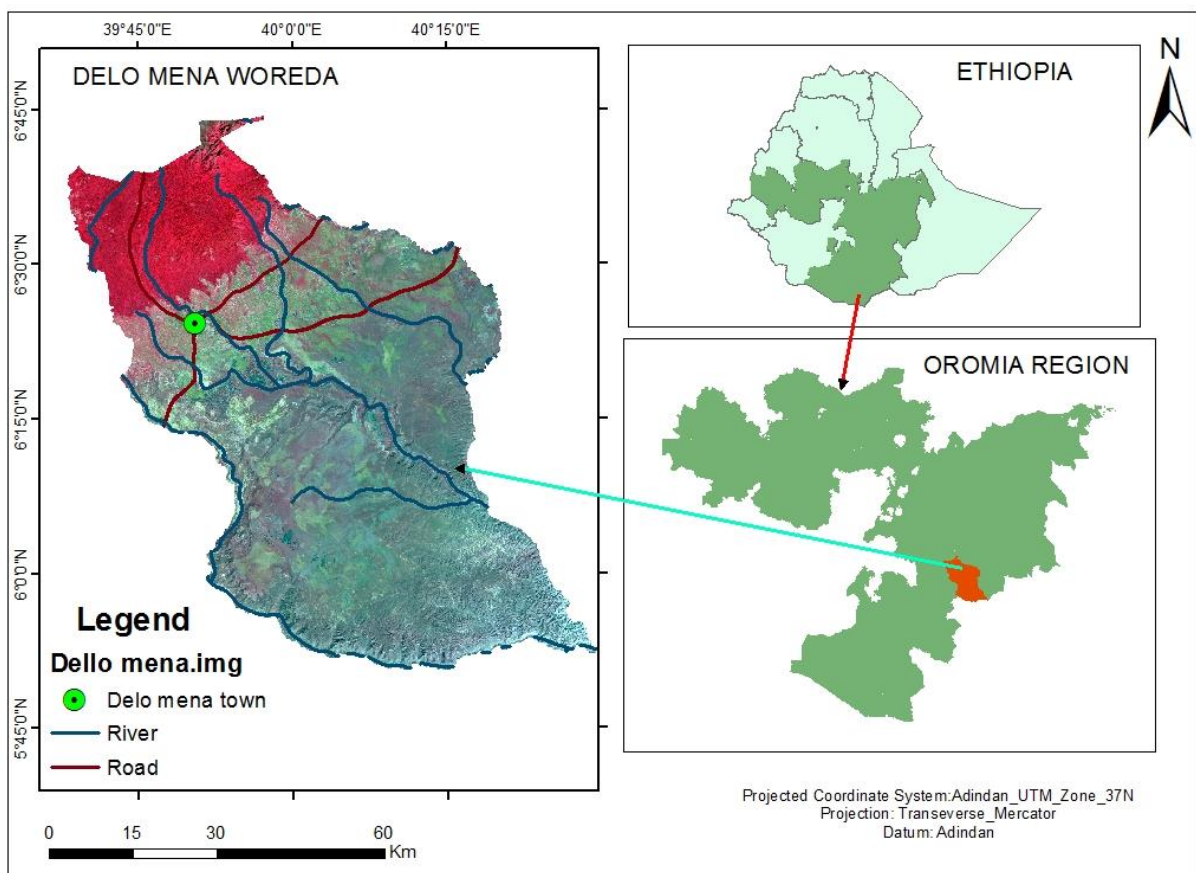 39°45'0"E 40°0'0"E 40°15'0"E
DELO MENA WOREDA
6°45'0"N
6°30'0"N
6°15'0"N
6°0'0"N
5°45'0"N
Legend
Dello mena.img
Delo mena town
River
Road
0 15 30 60
Km
ETHIOPIA
N
OROMIA REGION
Projected Coordinate System:Adindan_UTM_Zone_37N
Projection: Transeverse_Mercator
Datum: Adindan